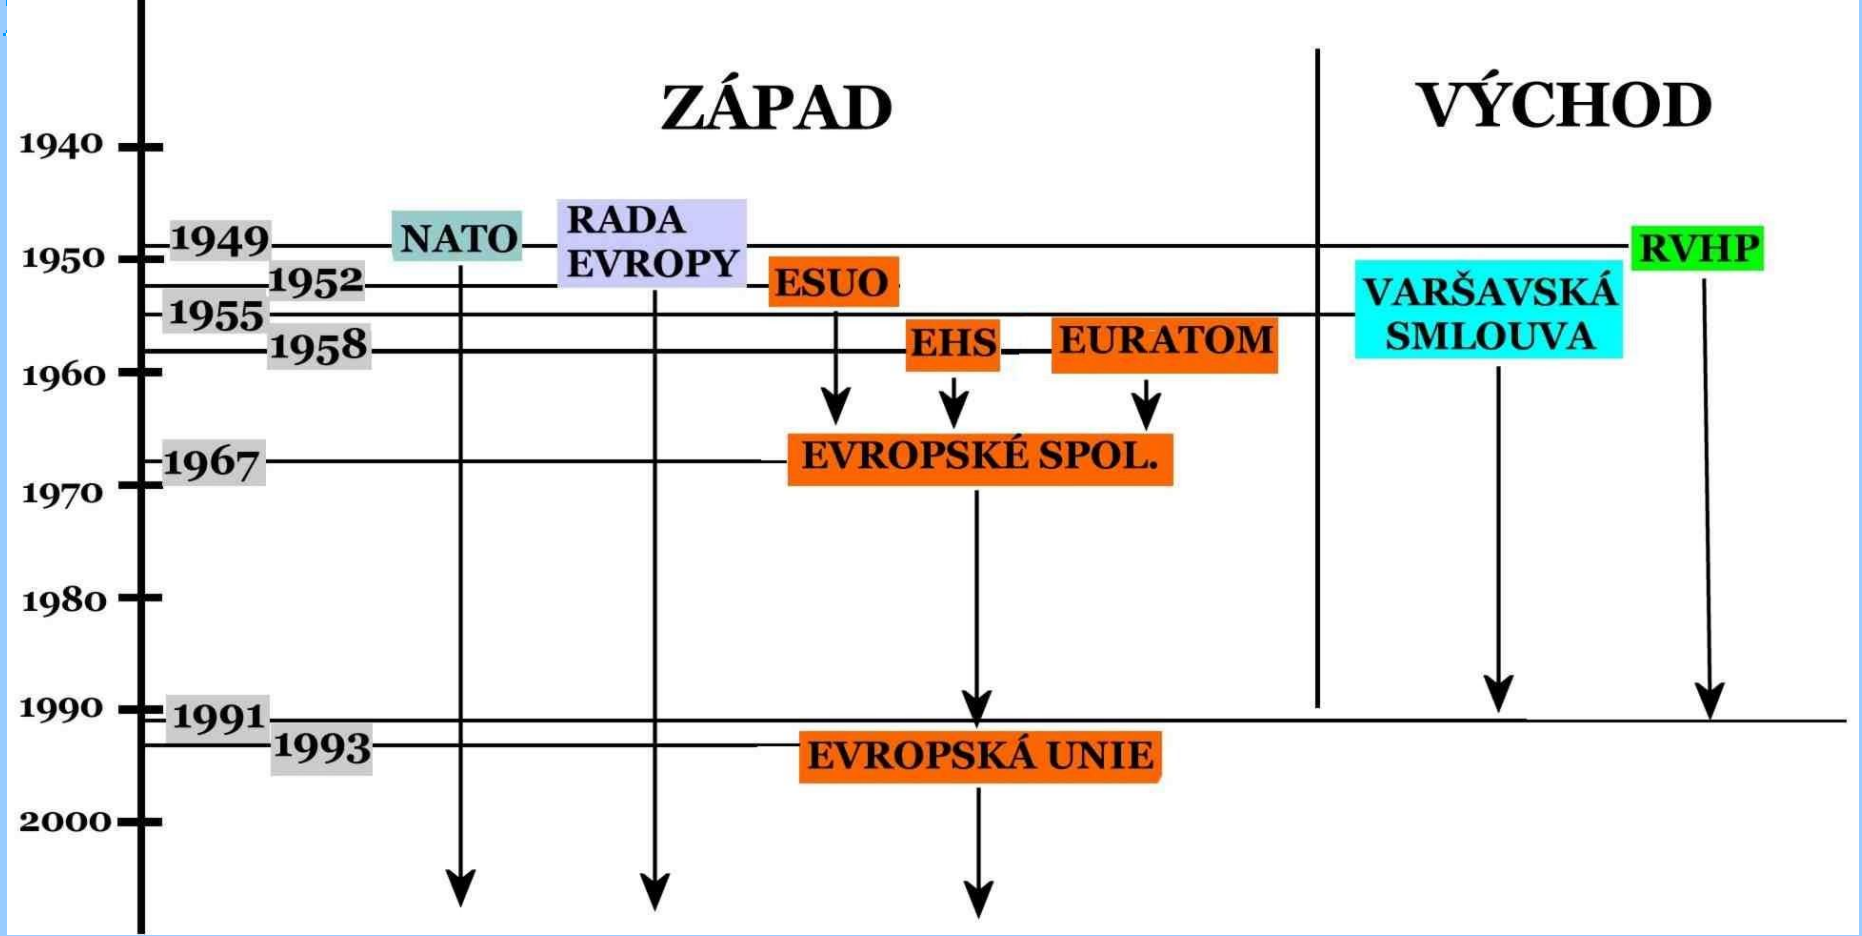 ZÁPAD
VÝCHOD
1940
1949
NATO
RADA
EVROPY
RVHP
1950
1952
ESUO
VARŠAVSKÁ
SMLOUVA
1955
1958
EHS
EURATOM
1960
1967
EVROPSKÉ SPOL.
1970
1980
1990
1991
1993
EVROPSKÁ UNIE
2000